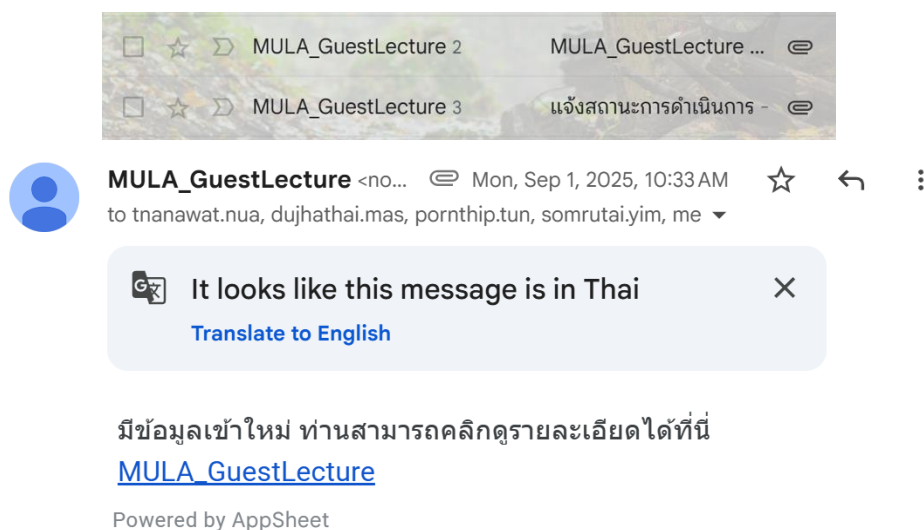 MULA_GuestLecture 2 MULA_GuestLecture ...
MULA_GuestLecture 3 แจ้งสถานะการดำเนินการ -
MULA_GuestLecture <no... Mon, Sep 1, 2025, 10:33 AM
to tnanawat.nua, dujhathai.mas, pornthip.tun, somrutai.yim, me
It looks like this message is in Thai
Translate to English
มีข้อมูลเข้าใหม่ ท่านสามารถคลิกดูรายละเอียดได้ที่นี่
MULA_GuestLecture
Powered by AppSheet